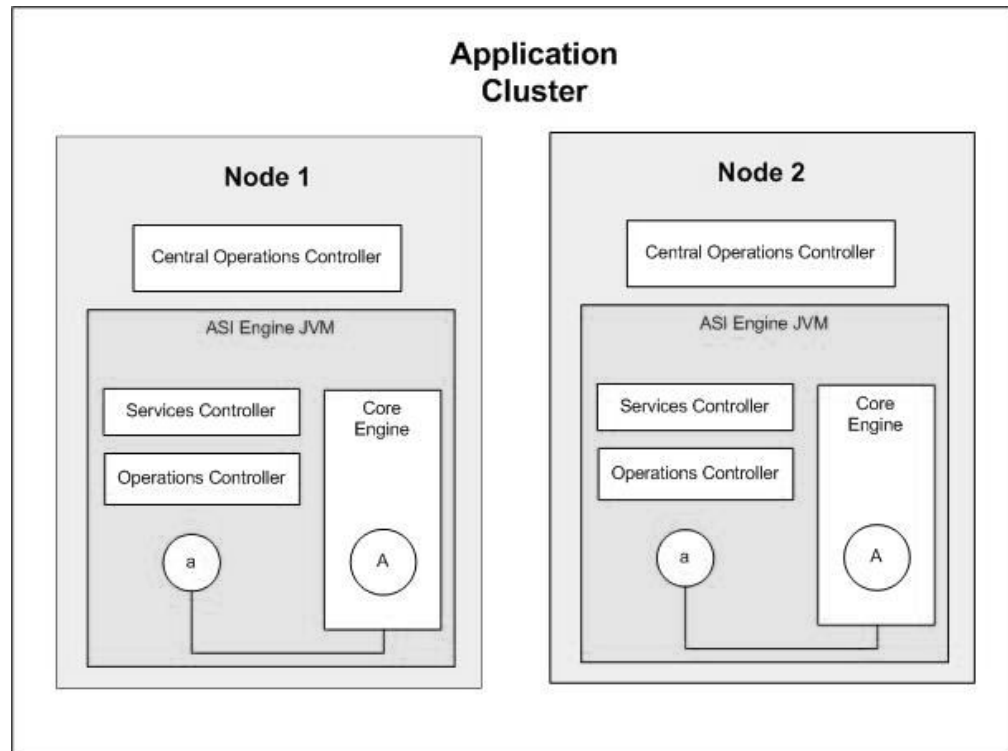 Application
Cluster
Node 1
Central Operations Controller
ASI Engine JVM
Services Controller
Operations Controller
Core
Engine
a
A
Node 2
Central Operations Controller
ASI Engine JVM
Services Controller
Operations Controller
Core
Engine
a
A